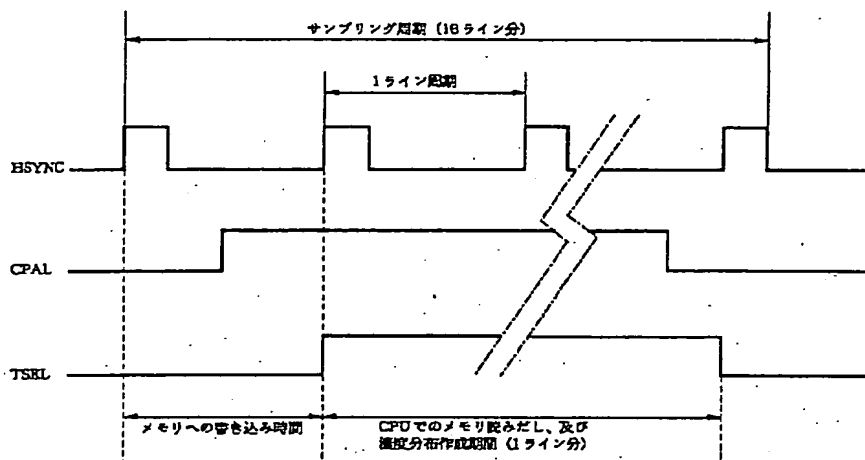 サンプリング周期（16ライン分）
1ライン周期
HSYNC
CPAL
TSEL
メモリへの書き込み時間
CPUでのメモリ読みだし、及び
濃度分布作成期間（1ライン分）